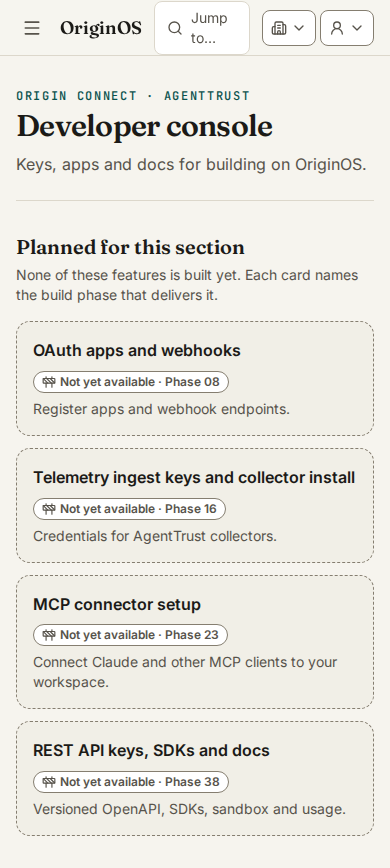 OriginOS
Jump
to...
ORIGIN CONNECT · AGENTTRUST
Developer console
Keys, apps and docs for building on OriginOS.
Planned for this section
None of these features is built yet. Each card names
the build phase that delivers it.
OAuth apps and webhooks
Not yet available · Phase 08
Register apps and webhook endpoints.
Telemetry ingest keys and collector install
Not yet available · Phase 16
Credentials for AgentTrust collectors.
MCP connector setup
Not yet available · Phase 23
Connect Claude and other MCP clients to your
workspace.
REST API keys, SDKs and docs
Not yet available · Phase 38
Versioned OpenAPI, SDKs, sandbox and usage.